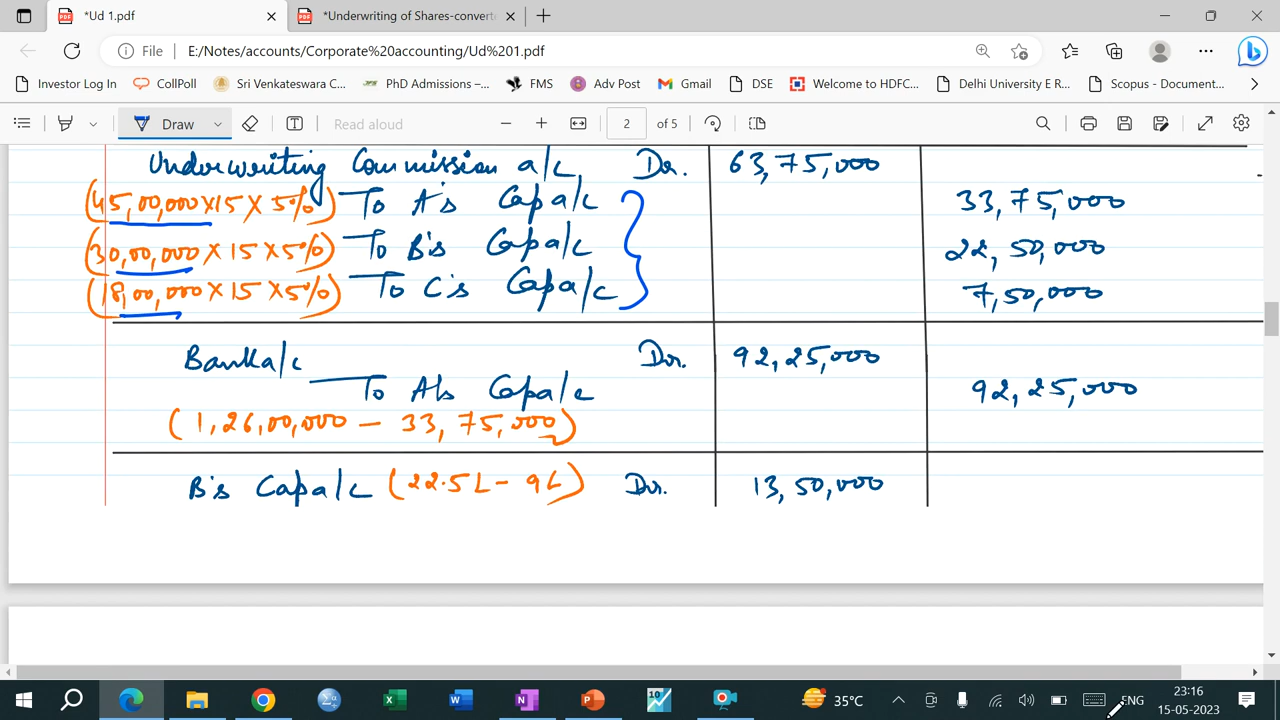 *Ud 1.pdf
*Underwriting of Shares-converte
File E:/Notes/accounts/Corporate%20accounting/Ud%201.pdf
Investor Log In CollPoll Sri Venkateswara C... PhD Admissions –... FMS Adv Post Gmail DSE Welcome to HDFC... Delhi University E R... Scopus - Document...
Draw Read aloud 2 of 5
Underwriting Commission a/c Dr. 63,75,000
(45,00,000 X 15 X 5%) To A's Cap a/c 33,75,000
(30,00,000 X 15 X 5%) To B's Cap a/c 22,50,000
(18,00,000 X 15 X 5%) To C's Cap a/c 7,50,000
Bank a/c Dr. 92,25,000
To A's Cap a/c 92,25,000
(1,26,00,000 - 33,75,000)
B's Cap a/c (22.5L - 9L) Dr. 13,50,000
35°C ENG 23:16
15-05-2023